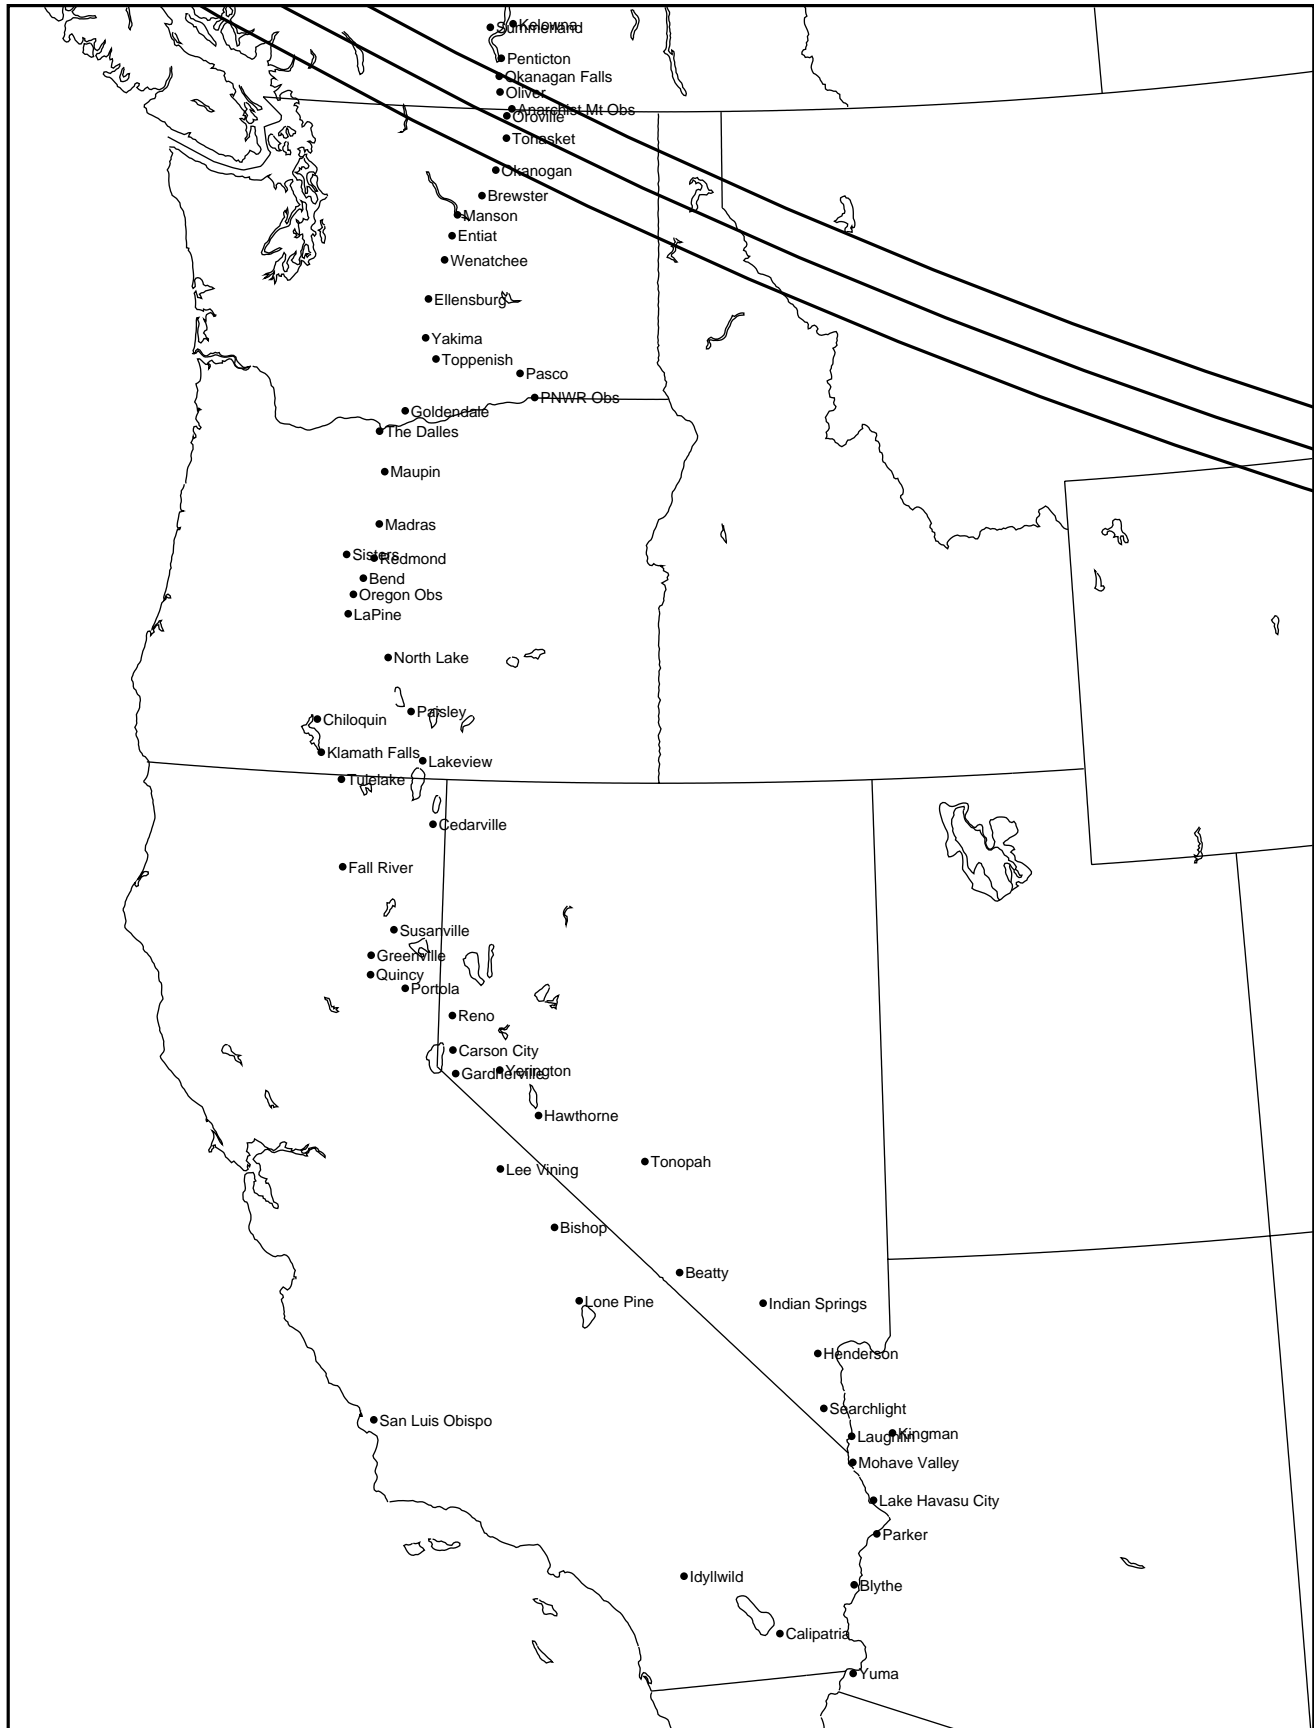 Kelowna
Summerland
Penticton
Okanagan Falls
Oliver
Anarchist Mt Obs
Oroville
Tonasket
Okanogan
Brewster
Manson
Entiat
Wenatchee
Ellensburg
Yakima
Toppenish
Pasco
PNWR Obs
Goldendale
The Dalles
Maupin
Madras
Sisters
Redmond
Bend
Oregon Obs
LaPine
North Lake
Paisley
Chiloquin
Klamath Falls
Lakeview
Tulelake
Cedarville
Fall River
Susanville
Greenville
Quincy
Portola
Reno
Carson City
Yerington
Gardnerville
Hawthorne
Tonopah
Lee Vining
Bishop
Beatty
Lone Pine
Indian Springs
Henderson
Searchlight
San Luis Obispo
Kingman
Laughlin
Mohave Valley
Lake Havasu City
Parker
Idyllwild
Blythe
Calipatria
Yuma